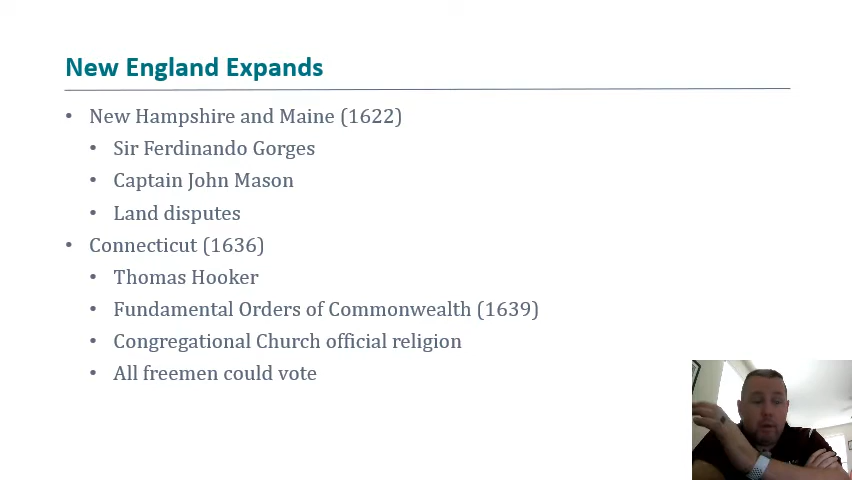 New England Expands
• New Hampshire and Maine (1622)
• Sir Ferdinando Gorges
• Captain John Mason
• Land disputes
• Connecticut (1636)
• Thomas Hooker
• Fundamental Orders of Commonwealth (1639)
• Congregational Church official religion
• All freemen could vote